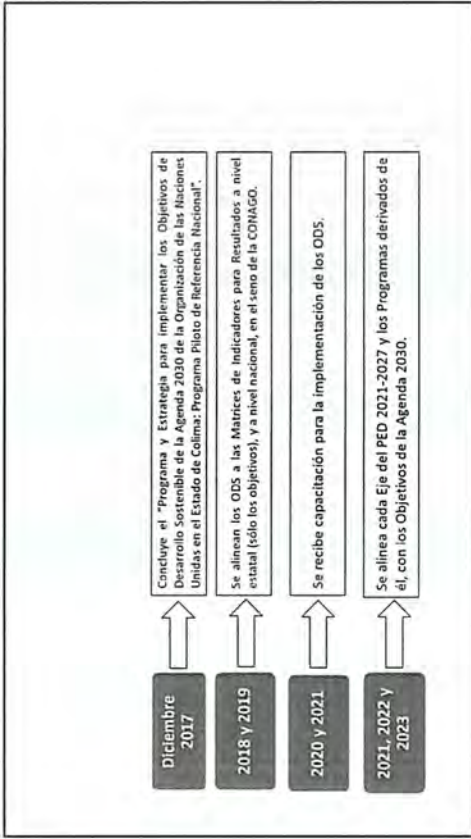 Diciembre
2017
Concluye el "Programa y Estrategia para implementar los Objetivos de
Desarrollo Sostenible de la Agenda 2030 de la Organización de las Naciones
Unidas en el Estado de Colima: Programa Piloto de Referencia Nacional".
2018 y 2019
Se alinean los ODS a las Matrices de Indicadores para Resultados a nivel
estatal (sólo los objetivos), y a nivel nacional, en el seno de la CONAGO.
2020 y 2021
Se recibe capacitación para la implementación de los ODS.
2021, 2022 y
2023
Se alinea cada Eje del PED 2021-2027 y los Programas derivados de
él, con los Objetivos de la Agenda 2030.